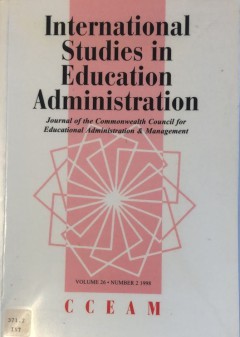 International
Studies in
Education
Administration
Journal of the Commonwealth Council for
Educational Administration & Management
VOLUME 26 • NUMBER 2 1998
CCEAM